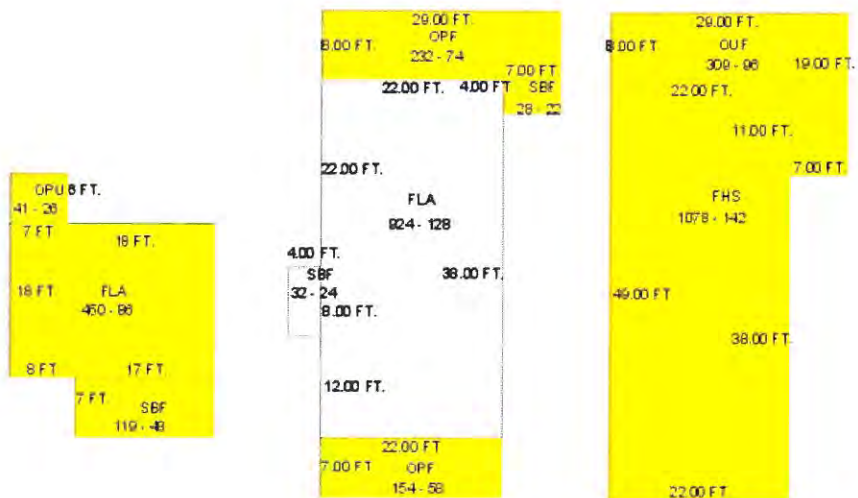 OPU 6 FT.
41 - 26
7 FT
18 FT.
18 FT
FLA
450 - 86
8 FT
17 FT.
7 FT.
SBF
119 - 48
29.00 FT.
8.00 FT.
OPF
232 - 74
7.00 FT.
22.00 FT.
4.00 FT
SBF
28 - 22
22.00 FT.
FLA
924 - 128
4.00 FT.
SBF
32 - 24
38.00 FT.
8.00 FT.
12.00 FT.
22.00 FT
7.00 FT
OPF
154 - 58
29.00 FT.
8.00 FT
OUF
309 - 96
19.00 FT.
22.00 FT.
11.00 FT.
7.00 FT.
FHS
1078 - 142
49.00 FT
38.00 FT.
22.00 FT.